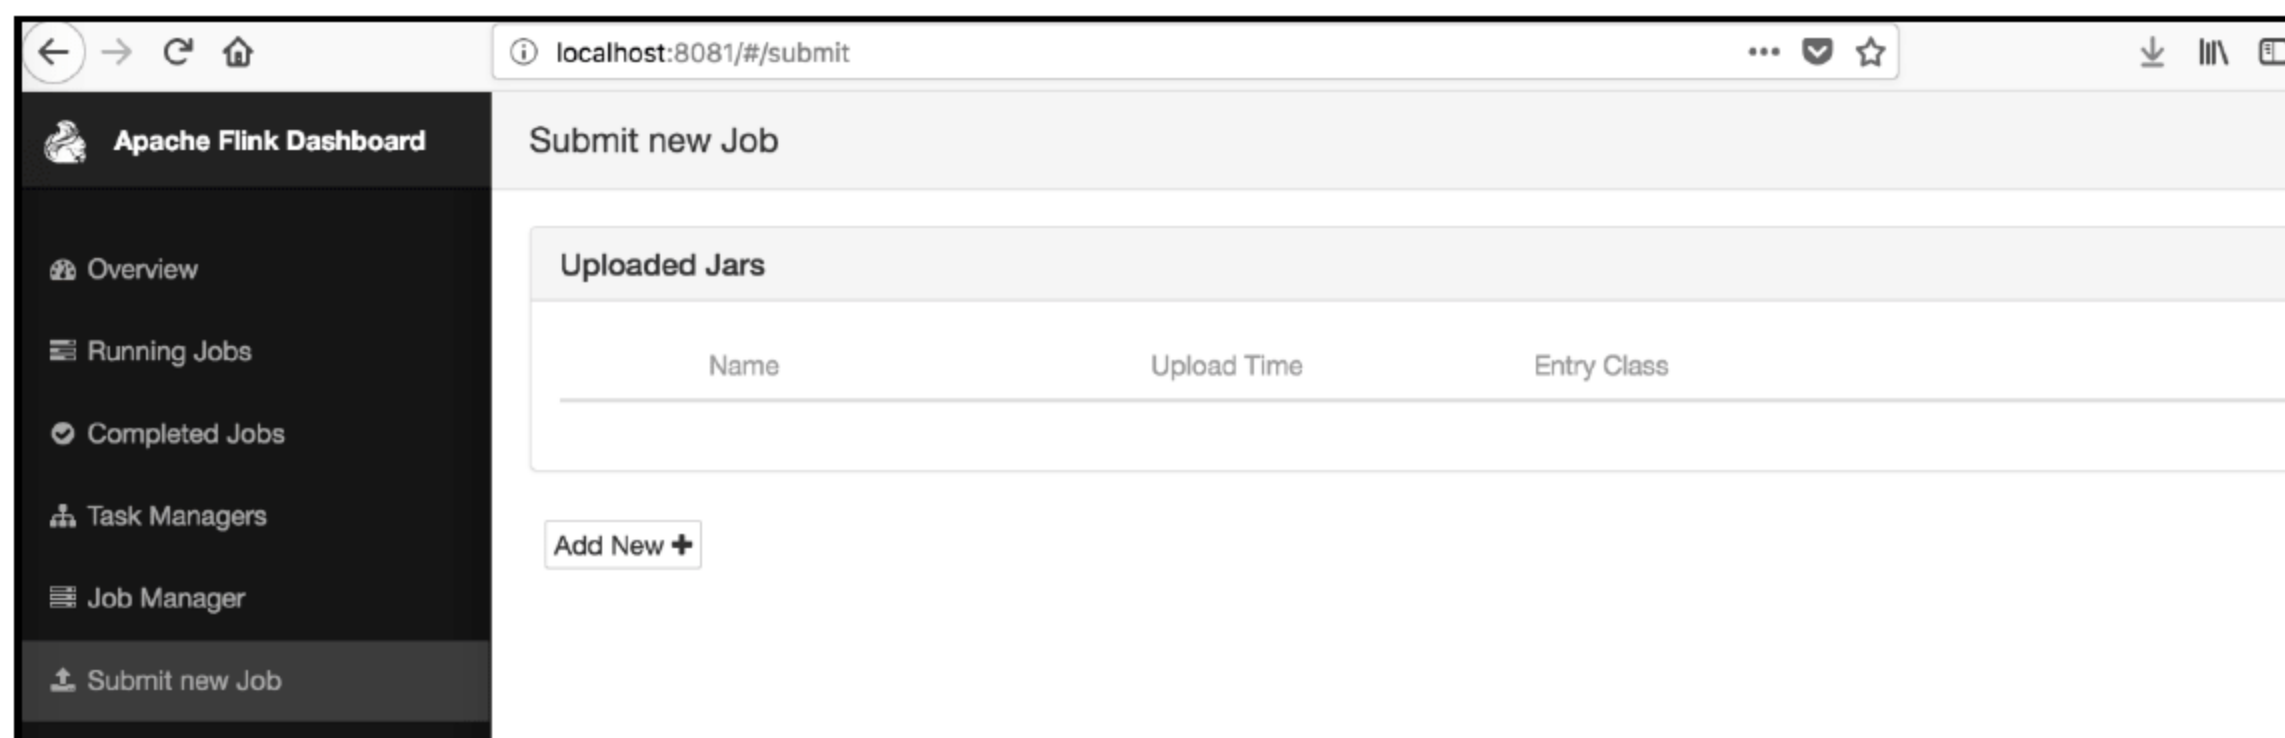 localhost:8081/#/submit
Apache Flink Dashboard
Submit new Job
Overview
Running Jobs
Completed Jobs
Task Managers
Job Manager
Submit new Job
Uploaded Jars
Name Upload Time Entry Class
Add New